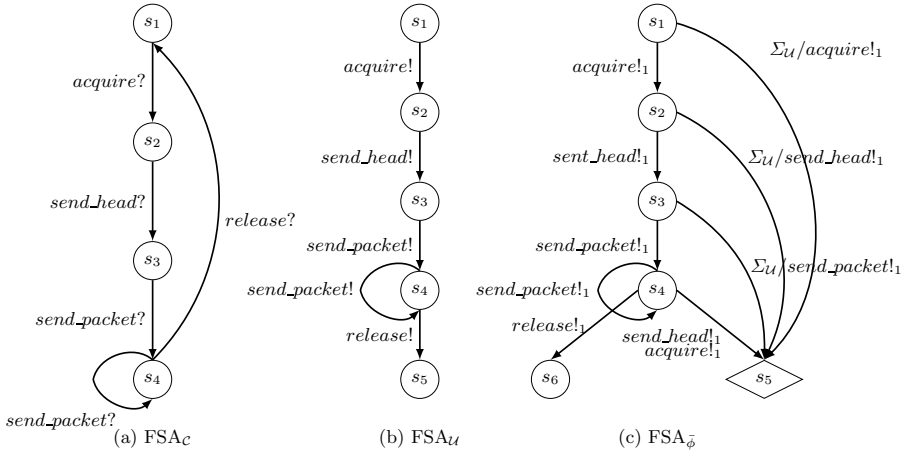 s1
s1
s1
Σ𝒰/acquire!1
acquire?
acquire!
acquire!1
s2
s2
s2
send_head?
send_head!
sent_head!1
Σ𝒰/send_head!1
s3
s3
release?
s3
send_packet!
send_packet!1
Σ𝒰/send_packet!1
send_packet?
send_packet!
s4
send_packet!1
s4
release!
release!1
send_head!1
acquire!1
s4
s5
s6
s5
send_packet?
(a) FSA𝒞
(b) FSA𝒰
(c) FSAϕ̄